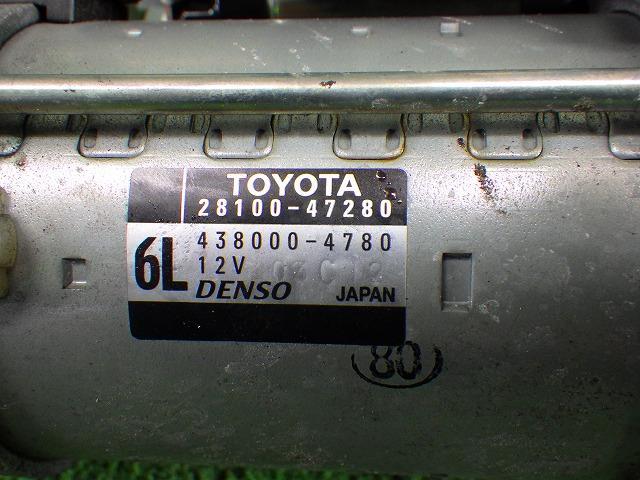 TOYOTA
28100-47280
6L
438000-4780
12V
DENSO
JAPAN
80